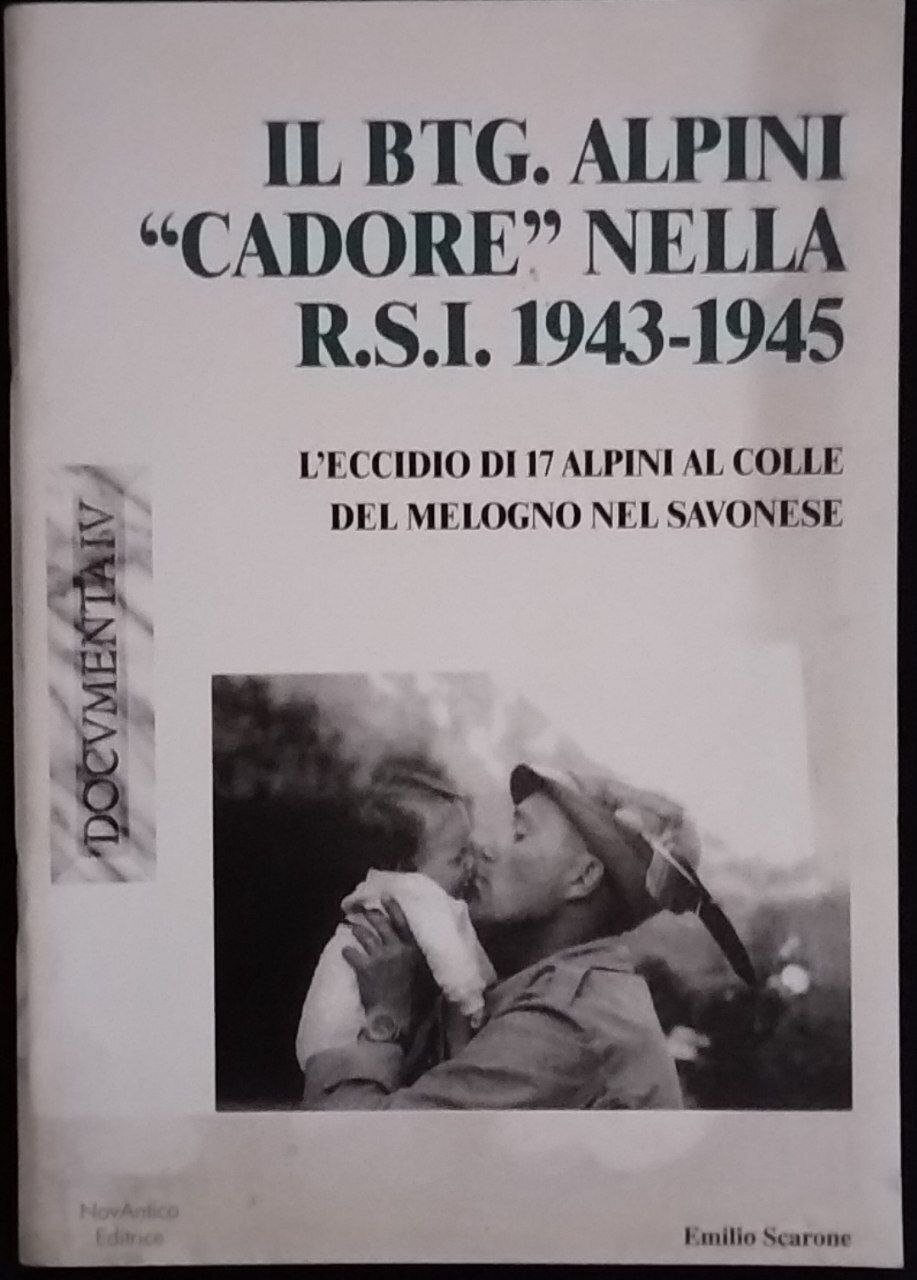 IL BTG. ALPINI
“CADORE” NELLA
R.S.I. 1943-1945
L'ECCIDIO DI 17 ALPINI AL COLLE
DEL MELOGNO NEL SAVONESE
DOCVMENTA IV
NovAntico
Editrice
Emilio Scarone